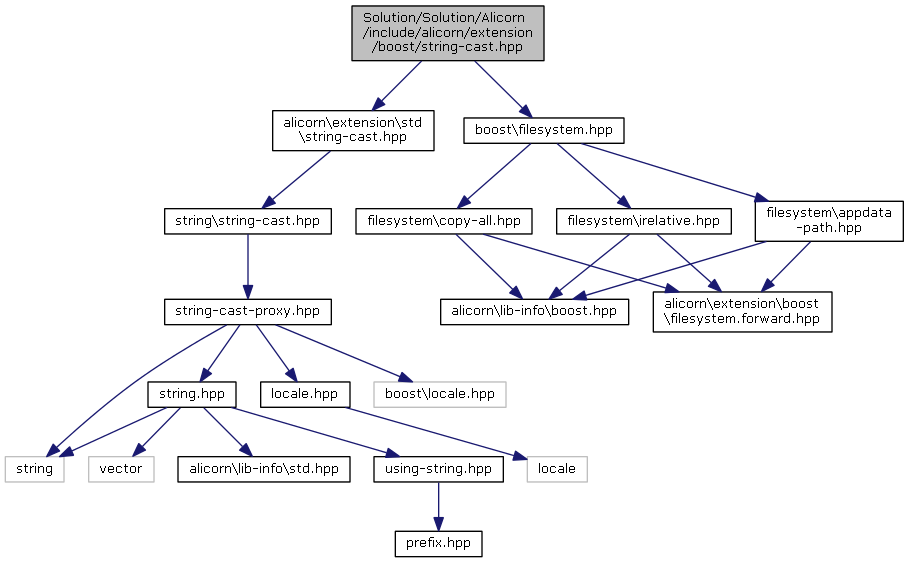 Solution/Solution/Alicorn
/include/alicorn/extension
/boost/string-cast.hpp
alicorn\extension\std
\string-cast.hpp
boost\filesystem.hpp
string\string-cast.hpp
filesystem\copy-all.hpp
filesystem\irelative.hpp
filesystem\appdata
-path.hpp
string-cast-proxy.hpp
alicorn\lib-info\boost.hpp
alicorn\extension\boost
\filesystem.forward.hpp
string.hpp
locale.hpp
boost\locale.hpp
string
vector
alicorn\lib-info\std.hpp
using-string.hpp
locale
prefix.hpp